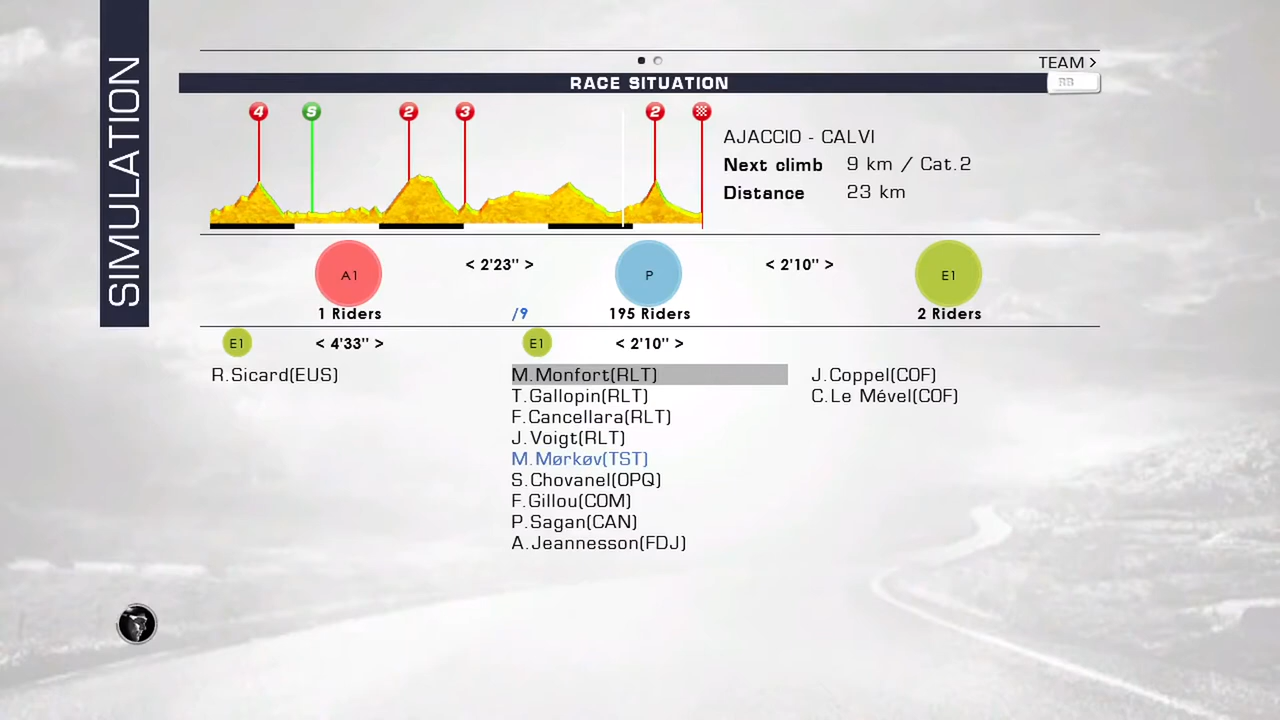 SIMULATION
TEAM >
RACE SITUATION
RB
4
S
2
3
2
AJACCIO - CALVI
Next climb 9 km / Cat.2
Distance 23 km
A1
< 2'23'' >
P
< 2'10'' >
E1
1 Riders
/9
195 Riders
2 Riders
E1
< 4'33'' >
E1
< 2'10'' >
R.Sicard(EUS)
M.Monfort(RLT)
T.Gallopin(RLT)
F.Cancellara(RLT)
J.Voigt(RLT)
M.Mørkøv(TST)
S.Chovanel(OPQ)
F.Gillou(COM)
P.Sagan(CAN)
A.Jeannesson(FDJ)
J.Coppel(COF)
C.Le Mével(COF)